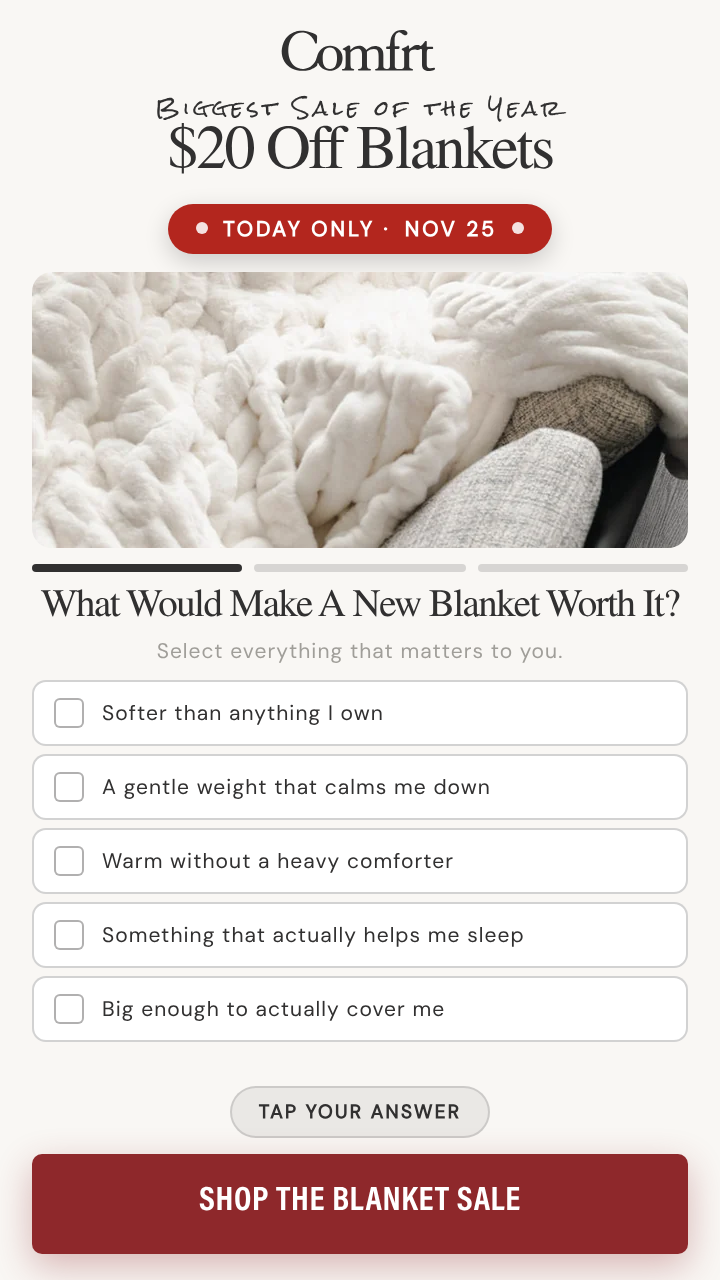 Comfrt
Biggest Sale of the Year
$20 Off Blankets
TODAY ONLY · NOV 25
What Would Make A New Blanket Worth It?
Select everything that matters to you.
Softer than anything I own
A gentle weight that calms me down
Warm without a heavy comforter
Something that actually helps me sleep
Big enough to actually cover me
TAP YOUR ANSWER
SHOP THE BLANKET SALE